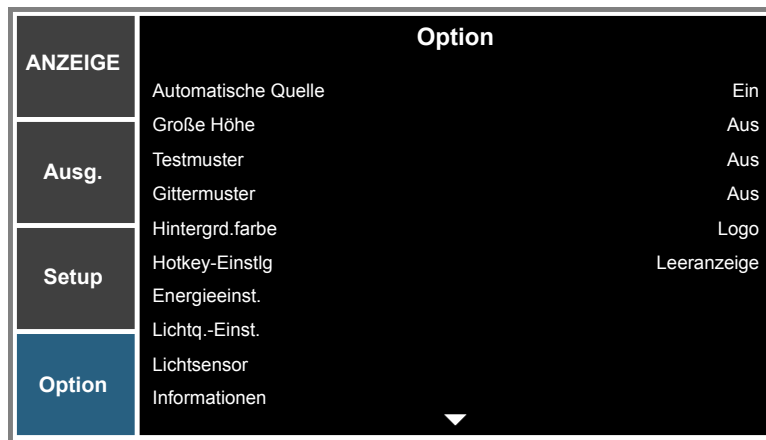 ANZEIGE
Ausg.
Setup
Option
Option
Automatische Quelle Ein
Große Höhe Aus
Testmuster Aus
Gittermuster Aus
Hintergrd.farbe Logo
Hotkey-Einstlg Leeranzeige
Energieeinst.
Lichtq.-Einst.
Lichtsensor
Informationen